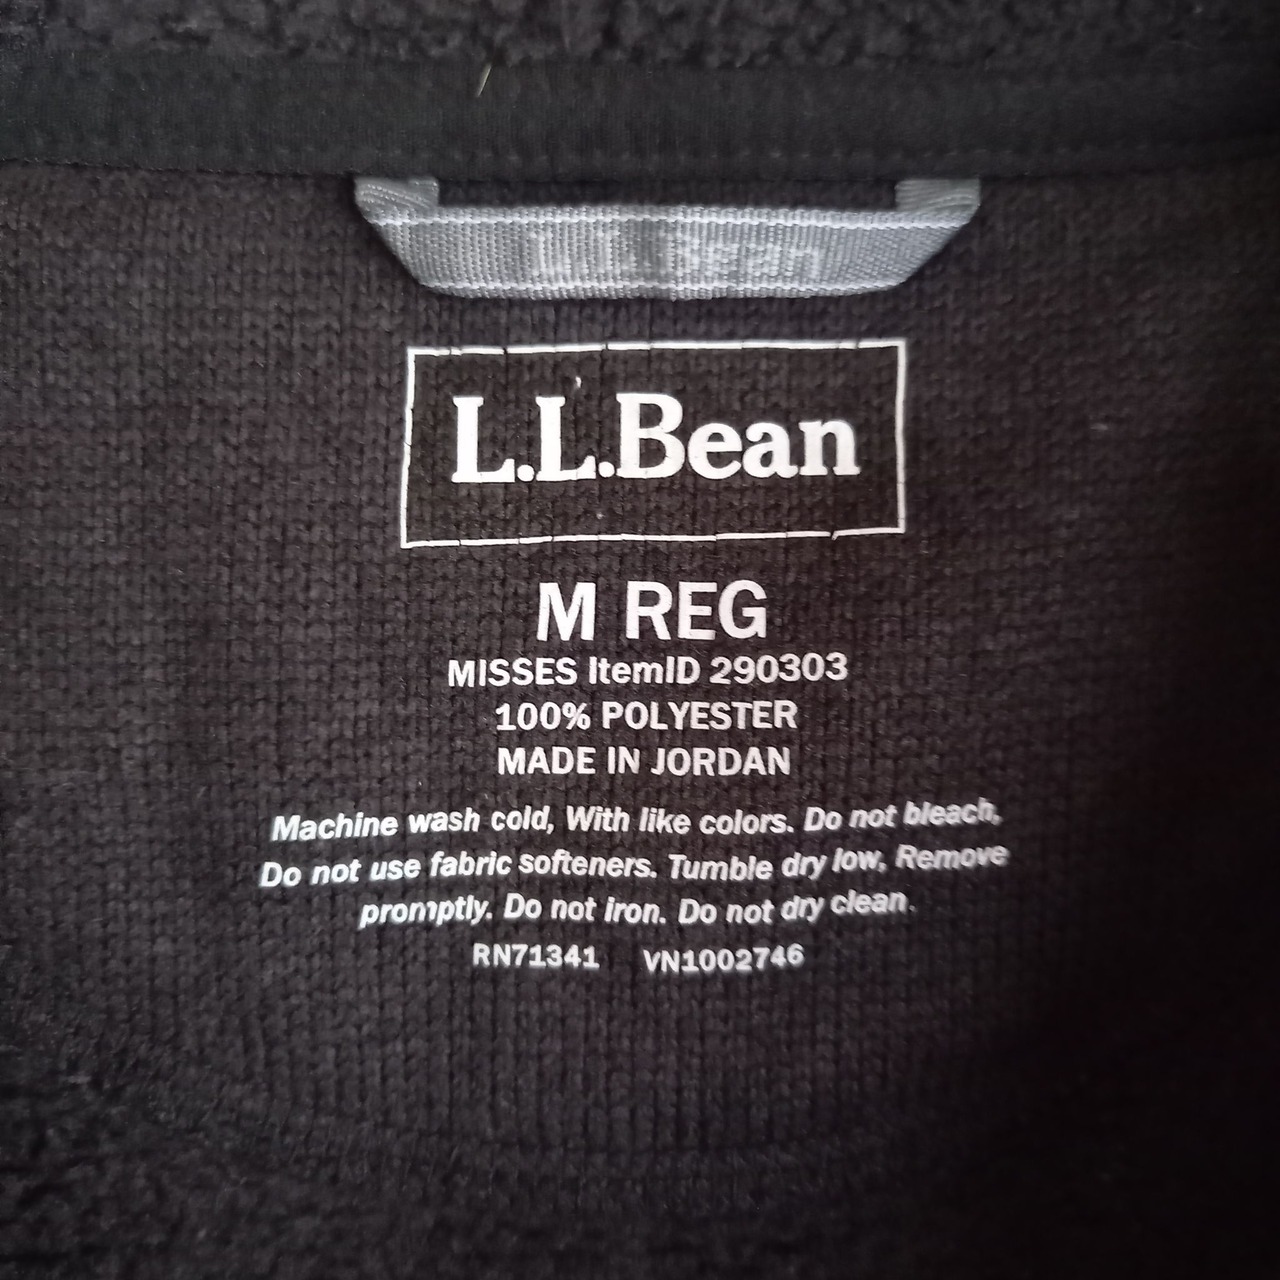 L.L.Bean
L.L.Bean
M REG
MISSES ItemID 290303
100% POLYESTER
MADE IN JORDAN
Machine wash cold, With like colors. Do not bleach,
Do not use fabric softeners. Tumble dry low, Remove
promptly. Do not iron. Do not dry clean.
RN71341 VN1002746